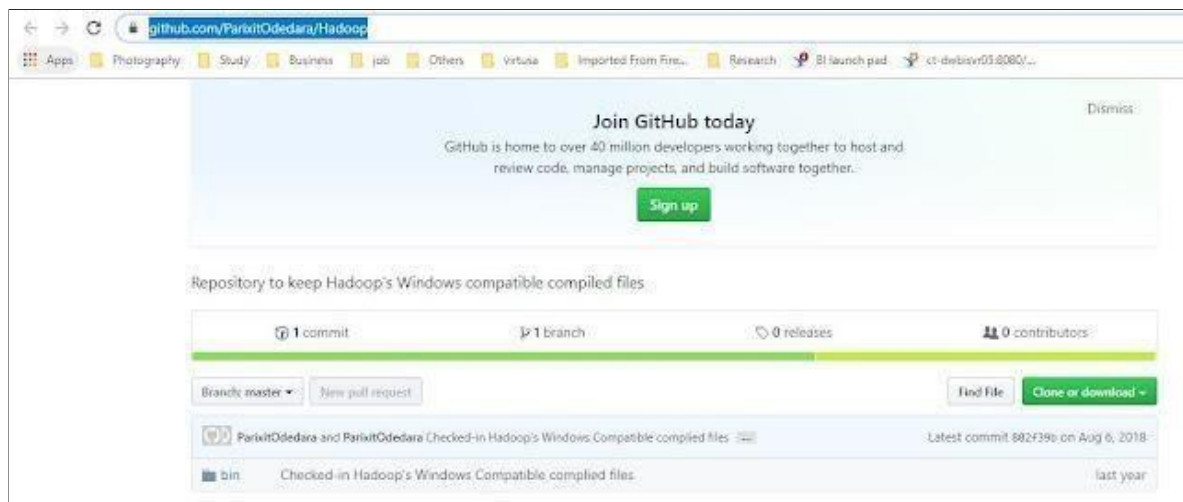 github.com/ParixitOdedara/Hadoop
Apps Photography Study Business job Others virtusa Imported From Fire... Research BI launch pad ct-dwbisvr03:8080/...
Dismiss
Join GitHub today
GitHub is home to over 40 million developers working together to host and
review code, manage projects, and build software together.
Sign up
Repository to keep Hadoop's Windows compatible compiled files
1 commit 1 branch 0 releases 0 contributors
Branch: master New pull request Find File Clone or download
ParixitOdedara and ParixitOdedara Checked-in Hadoop's Windows Compatible complied files ... Latest commit on Aug 6, 2018
bin Checked-in Hadoop's Windows Compatible complied files last year